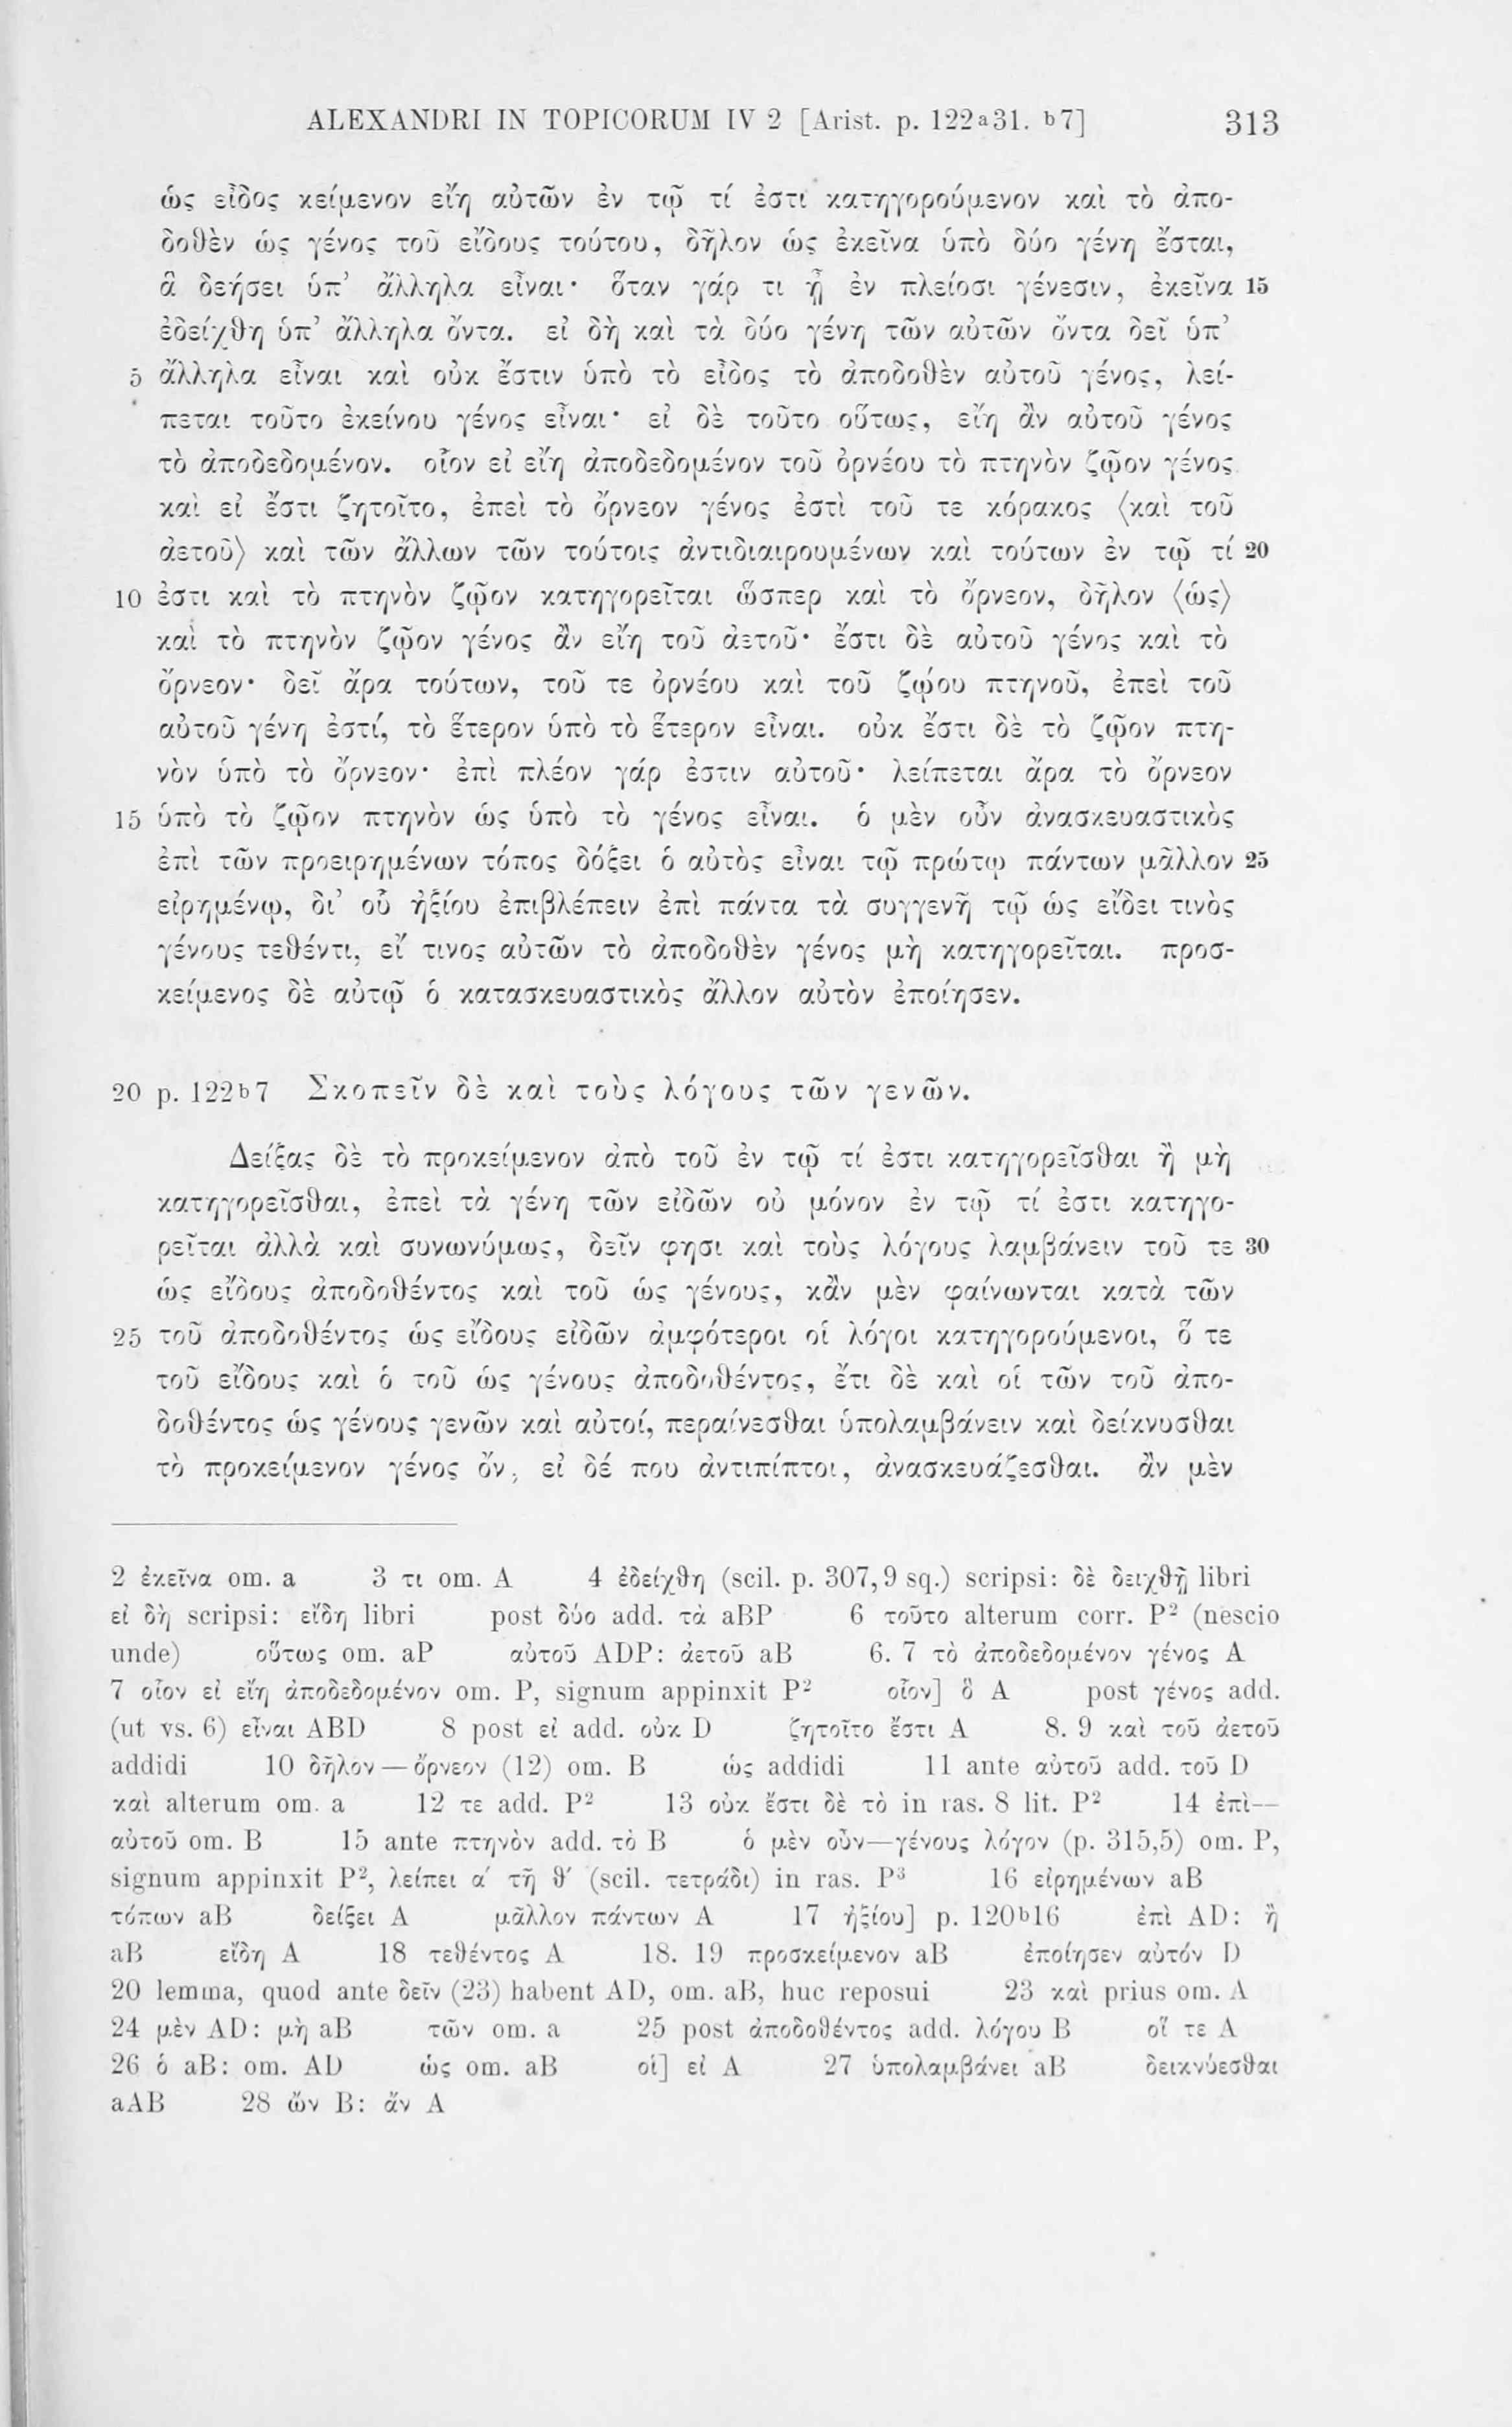 ALEXANDRI IN TOPICORUM IV 2 [Arist. p. 122ᵃ31. ᵇ7] 313
ὡς εἶδος κείμενον εἴη αὐτῶν ἐν τῷ τί ἐστι κατηγορούμενον καὶ τὸ ἀπο-
δοθὲν ὡς γένος τοῦ εἴδους τούτου, δῆλον ὡς ἐκεῖνα ὑπὸ δύο γένη ἔσται,
ἃ δεήσει ὑπ’ ἄλληλα εἶναι· ὅταν γάρ τι ᾖ ἐν πλείοσι γένεσιν, ἐκεῖνα 15
ἐδείχθη ὑπ’ ἄλληλα ὄντα. εἰ δὴ καὶ τὰ δύο γένη τῶν αὐτῶν ὄντα δεῖ ὑπ’
5 ἄλληλα εἶναι καὶ οὐκ ἔστιν ὑπὸ τὸ εἶδος τὸ ἀποδοθὲν αὐτοῦ γένος, λεί-
πεται τοῦτο ἐκείνου γένος εἶναι· εἰ δὲ τοῦτο οὕτως, εἴη ἂν αὐτοῦ γένος
τὸ ἀποδεδομένον. οἷον εἰ εἴη ἀποδεδομένον τοῦ ὀρνέου τὸ πτηνὸν ζῷον γένος
καὶ εἰ ἔστι ζητοῖτο, ἐπεὶ τὸ ὄρνεον γένος ἐστὶ τοῦ τε κόρακος ⟨καὶ τοῦ
ἀετοῦ⟩ καὶ τῶν ἄλλων τῶν τούτοις ἀντιδιαιρουμένων καὶ τούτων ἐν τῷ τί 20
10 ἐστι καὶ τὸ πτηνὸν ζῷον κατηγορεῖται ὥσπερ καὶ τὸ ὄρνεον, δῆλον ⟨ὡς⟩
καὶ τὸ πτηνὸν ζῷον γένος ἂν εἴη τοῦ ἀετοῦ· ἔστι δὲ αὐτοῦ γένος καὶ τὸ
ὄρνεον· δεῖ ἄρα τούτων, τοῦ τε ὀρνέου καὶ τοῦ ζῴου πτηνοῦ, ἐπεὶ τοῦ
αὐτοῦ γένη ἐστί, τὸ ἕτερον ὑπὸ τὸ ἕτερον εἶναι. οὐκ ἔστι δὲ τὸ ζῷον πτη-
νὸν ὑπὸ τὸ ὄρνεον· ἐπὶ πλέον γάρ ἐστιν αὐτοῦ· λείπεται ἄρα τὸ ὄρνεον
15 ὑπὸ τὸ ζῷον πτηνὸν ὡς ὑπὸ τὸ γένος εἶναι. ὁ μὲν οὖν ἀνασκευαστικὸς
ἐπὶ τῶν προειρημένων τόπος δόξει ὁ αὐτὸς εἶναι τῷ πρώτῳ πάντων μᾶλλον 25
εἰρημένῳ, δι’ οὗ ἠξίου ἐπιβλέπειν ἐπὶ πάντα τὰ συγγενῆ τῷ ὡς εἴδει τινὸς
γένους τεθέντι, εἴ τινος αὐτῶν τὸ ἀποδοθὲν γένος μὴ κατηγορεῖται. προσ-
κείμενος δὲ αὐτῷ ὁ κατασκευαστικὸς ἄλλον αὐτὸν ἐποίησεν.
20 p. 122ᵇ7 Σκοπεῖν δὲ καὶ τοὺς λόγους τῶν γενῶν.
Δείξας δὲ τὸ προκείμενον ἀπὸ τοῦ ἐν τῷ τί ἐστι κατηγορεῖσθαι ἢ μὴ
κατηγορεῖσθαι, ἐπεὶ τὰ γένη τῶν εἰδῶν οὐ μόνον ἐν τῷ τί ἐστι κατηγο-
ρεῖται ἀλλὰ καὶ συνωνύμως, δεῖν φησι καὶ τοὺς λόγους λαμβάνειν τοῦ τε 30
ὡς εἴδους ἀποδοθέντος καὶ τοῦ ὡς γένους, κἂν μὲν φαίνωνται κατὰ τῶν
25 τοῦ ἀποδοθέντος ὡς εἴδους εἰδῶν ἀμφότεροι οἱ λόγοι κατηγορούμενοι, ὅ τε
τοῦ εἴδους καὶ ὁ τοῦ ὡς γένους ἀποδοθέντος, ἔτι δὲ καὶ οἱ τῶν τοῦ ἀπο-
δοθέντος ὡς γένους γενῶν καὶ αὐτοί, περαίνεσθαι ὑπολαμβάνειν καὶ δείκνυσθαι
τὸ προκείμενον γένος ὄν, εἰ δέ που ἀντιπίπτοι, ἀνασκευάζεσθαι. ἂν μὲν
2 ἐκεῖνα om. a 3 τι om. A 4 ἐδείχθη (scil. p. 307,9 sq.) scripsi: δὲ δειχθῇ libri
εἰ δὴ scripsi: εἴδη libri post δύο add. τὰ aBP 6 τοῦτο alterum corr. P² (nescio
unde) οὕτως om. aP αὐτοῦ ADP: ἀετοῦ aB 6. 7 τὸ ἀποδεδομένον γένος A
7 οἷον εἰ εἴη ἀποδεδομένον om. P, signum appinxit P² οἷον] ὃ A post γένος add.
(ut vs. 6) εἶναι ABD 8 post εἰ add. οὐκ D ζητοῖτο ἔστι A 8. 9 καὶ τοῦ ἀετοῦ
addidi 10 δῆλον — ὄρνεον (12) om. B ὡς addidi 11 ante αὐτοῦ add. τοῦ D
καὶ alterum om. a 12 τε add. P² 13 οὐκ ἔστι δὲ τὸ in ras. 8 lit. P² 14 ἐπὶ—
αὐτοῦ om. B 15 ante πτηνὸν add. τὸ B ὁ μὲν οὖν—γένους λόγον (p. 315,5) om. P,
signum appinxit P², λείπει α´ τῇ θ´ (scil. τετράδι) in ras. P³ 16 εἰρημένων aB
τόπων aB δείξει A μᾶλλον πάντων A 17 ἠξίου] p. 120ᵇ16 ἐπὶ AD: ἢ
aB εἴδη A 18 τεθέντος A 18. 19 προσκείμενον aB ἐποίησεν αὐτόν D
20 lemma, quod ante δεῖν (23) habent AD, om. aB, huc reposui 23 καὶ prius om. A
24 μὲν AD: μὴ aB τῶν om. a 25 post ἀποδοθέντος add. λόγου B οἵ τε A
26 ὁ aB: om. AD ὡς om. aB οἱ] εἰ A 27 ὑπολαμβάνει aB δεικνύεσθαι
aAB 28 ὤν B: ἄν A